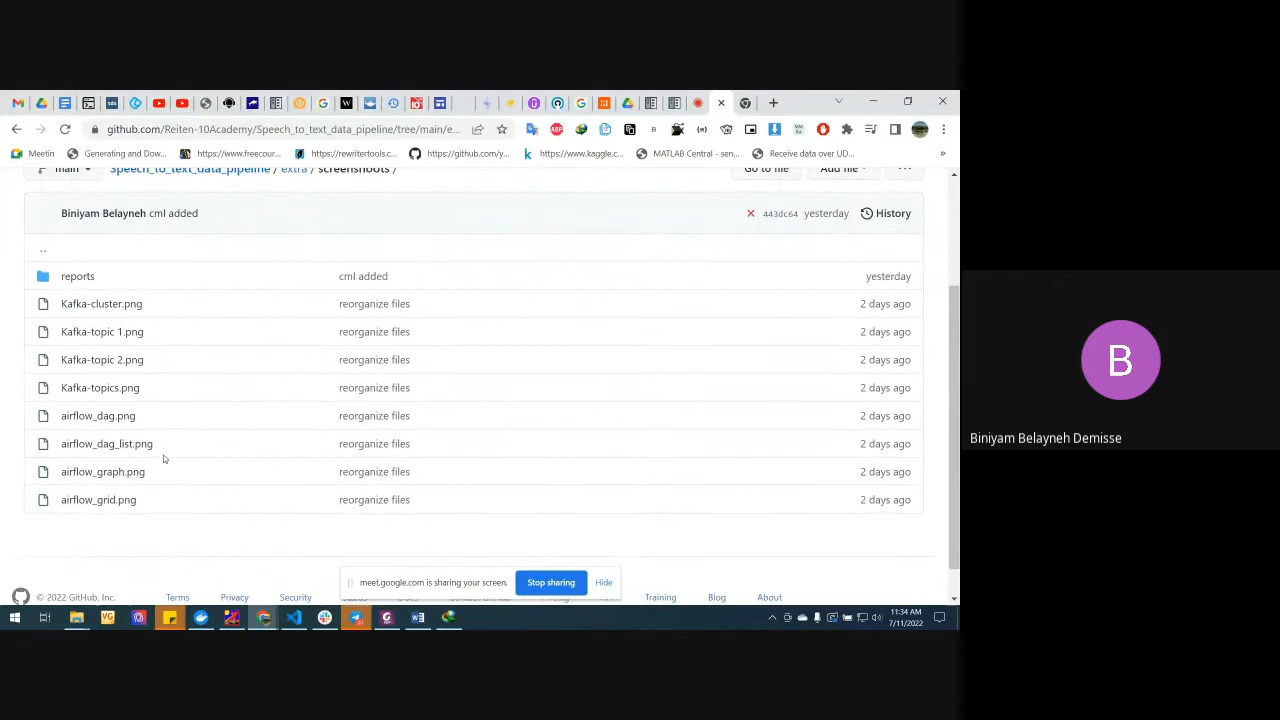 github.com/Reiten-10Academy/Speech_to_text_data_pipeline/tree/main/e...
Meetin Generating and Dow... https://www.freecour... https://rewritertools.c... https://github.com/y... https://www.kaggle.c... MATLAB Central - sen... Receive data over UD... »
main Speech_to_text_data_pipeline / extra / screenshoots / Go to file Add file ...
Biniyam Belayneh cml added 443dc64 yesterday History
..
reports cml added yesterday
Kafka-cluster.png reorganize files 2 days ago
Kafka-topic 1.png reorganize files 2 days ago
Kafka-topic 2.png reorganize files 2 days ago
Kafka-topics.png reorganize files 2 days ago
airflow_dag.png reorganize files 2 days ago
airflow_dag_list.png reorganize files 2 days ago
airflow_graph.png reorganize files 2 days ago
airflow_grid.png reorganize files 2 days ago
B
Biniyam Belayneh Demisse
meet.google.com is sharing your screen. Stop sharing Hide
© 2022 GitHub, Inc. Terms Privacy Security Training Blog About
11:34 AM
7/11/2022